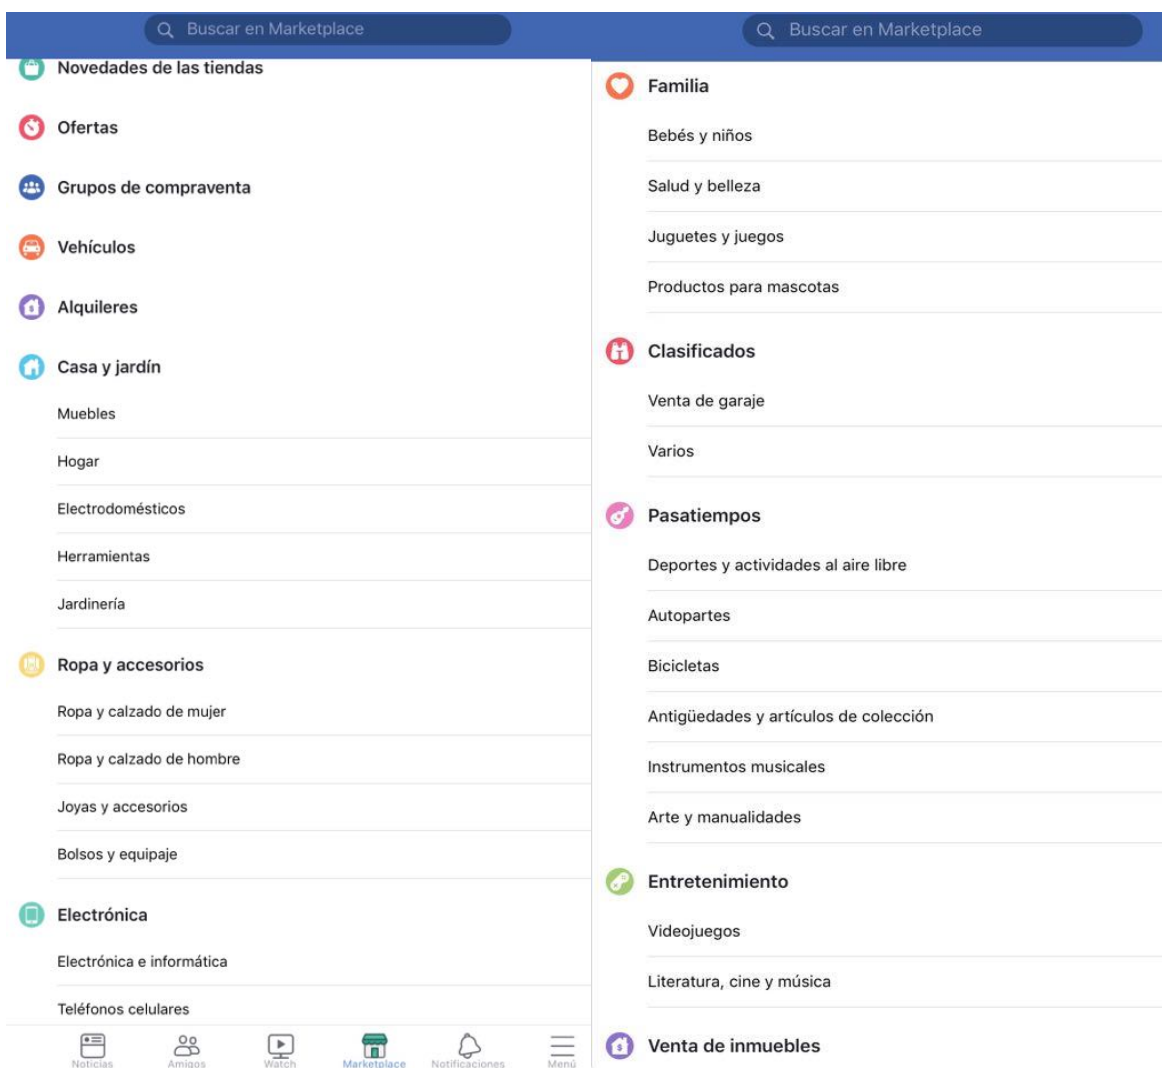 Buscar en Marketplace
Novedades de las tiendas
Ofertas
Grupos de compraventa
Vehículos
Alquileres
Casa y jardín
Muebles
Hogar
Electrodomésticos
Herramientas
Jardinería
Ropa y accesorios
Ropa y calzado de mujer
Ropa y calzado de hombre
Joyas y accesorios
Bolsos y equipaje
Electrónica
Electrónica e informática
Teléfonos celulares
Noticias Amigos Watch Marketplace Notificaciones Menú
Buscar en Marketplace
Familia
Bebés y niños
Salud y belleza
Juguetes y juegos
Productos para mascotas
Clasificados
Venta de garaje
Varios
Pasatiempos
Deportes y actividades al aire libre
Autopartes
Bicicletas
Antigüedades y artículos de colección
Instrumentos musicales
Arte y manualidades
Entretenimiento
Videojuegos
Literatura, cine y música
Venta de inmuebles